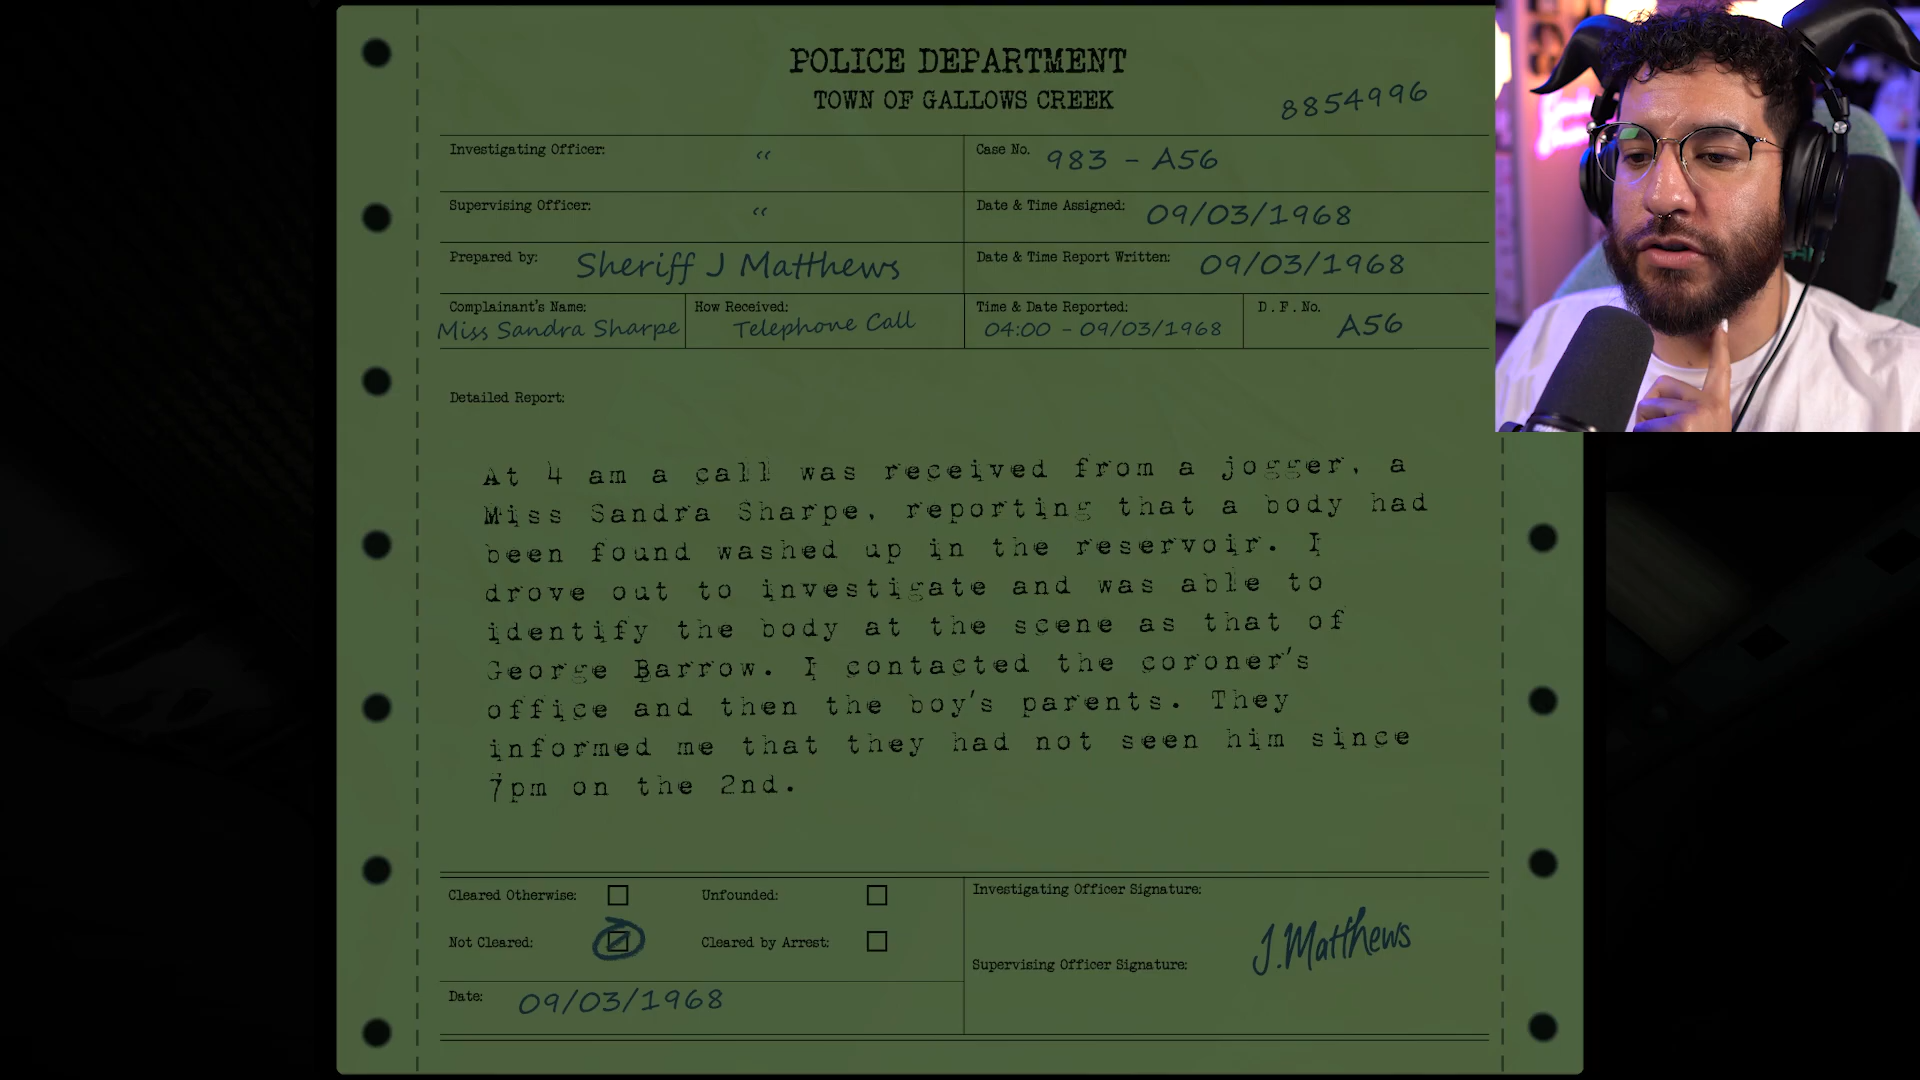 POLICE DEPARTMENT
TOWN OF GALLOWS CREEK
8854996
Investigating Officer: "
Case No. 983 - A56
Supervising Officer: "
Date & Time Assigned: 09/03/1968
Prepared by: Sheriff J Matthews
Date & Time Report Written: 09/03/1968
Complainant's Name: Miss Sandra Sharpe
How Received: Telephone Call
Time & Date Reported: 04:00 - 09/03/1968
D.F.No. A56
Detailed Report:
At 4 am a call was received from a jogger, a
Miss Sandra Sharpe, reporting that a body had
been found washed up in the reservoir. I
drove out to investigate and was able to
identify the body at the scene as that of
George Barrow. I contacted the coroner's
office and then the boy's parents. They
informed me that they had not seen him since
7pm on the 2nd.
Cleared Otherwise:
Unfounded:
Not Cleared:
Cleared by Arrest:
Date: 09/03/1968
Investigating Officer Signature:
J.Matthews
Supervising Officer Signature: